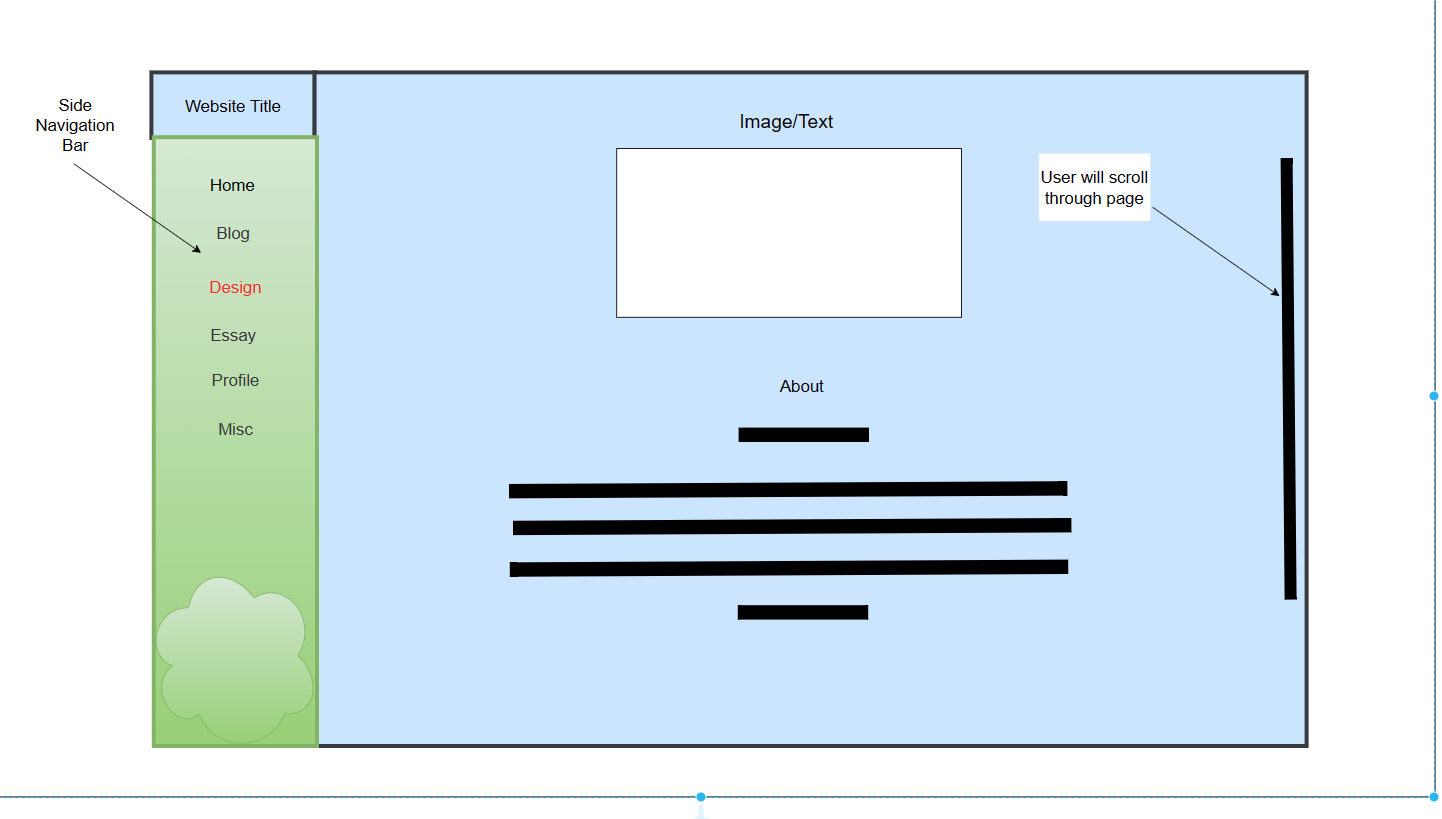 Side
Navigation
Bar
Website Title
Home
Blog
Design
Essay
Profile
Misc
Image/Text
User will scroll
through page
About